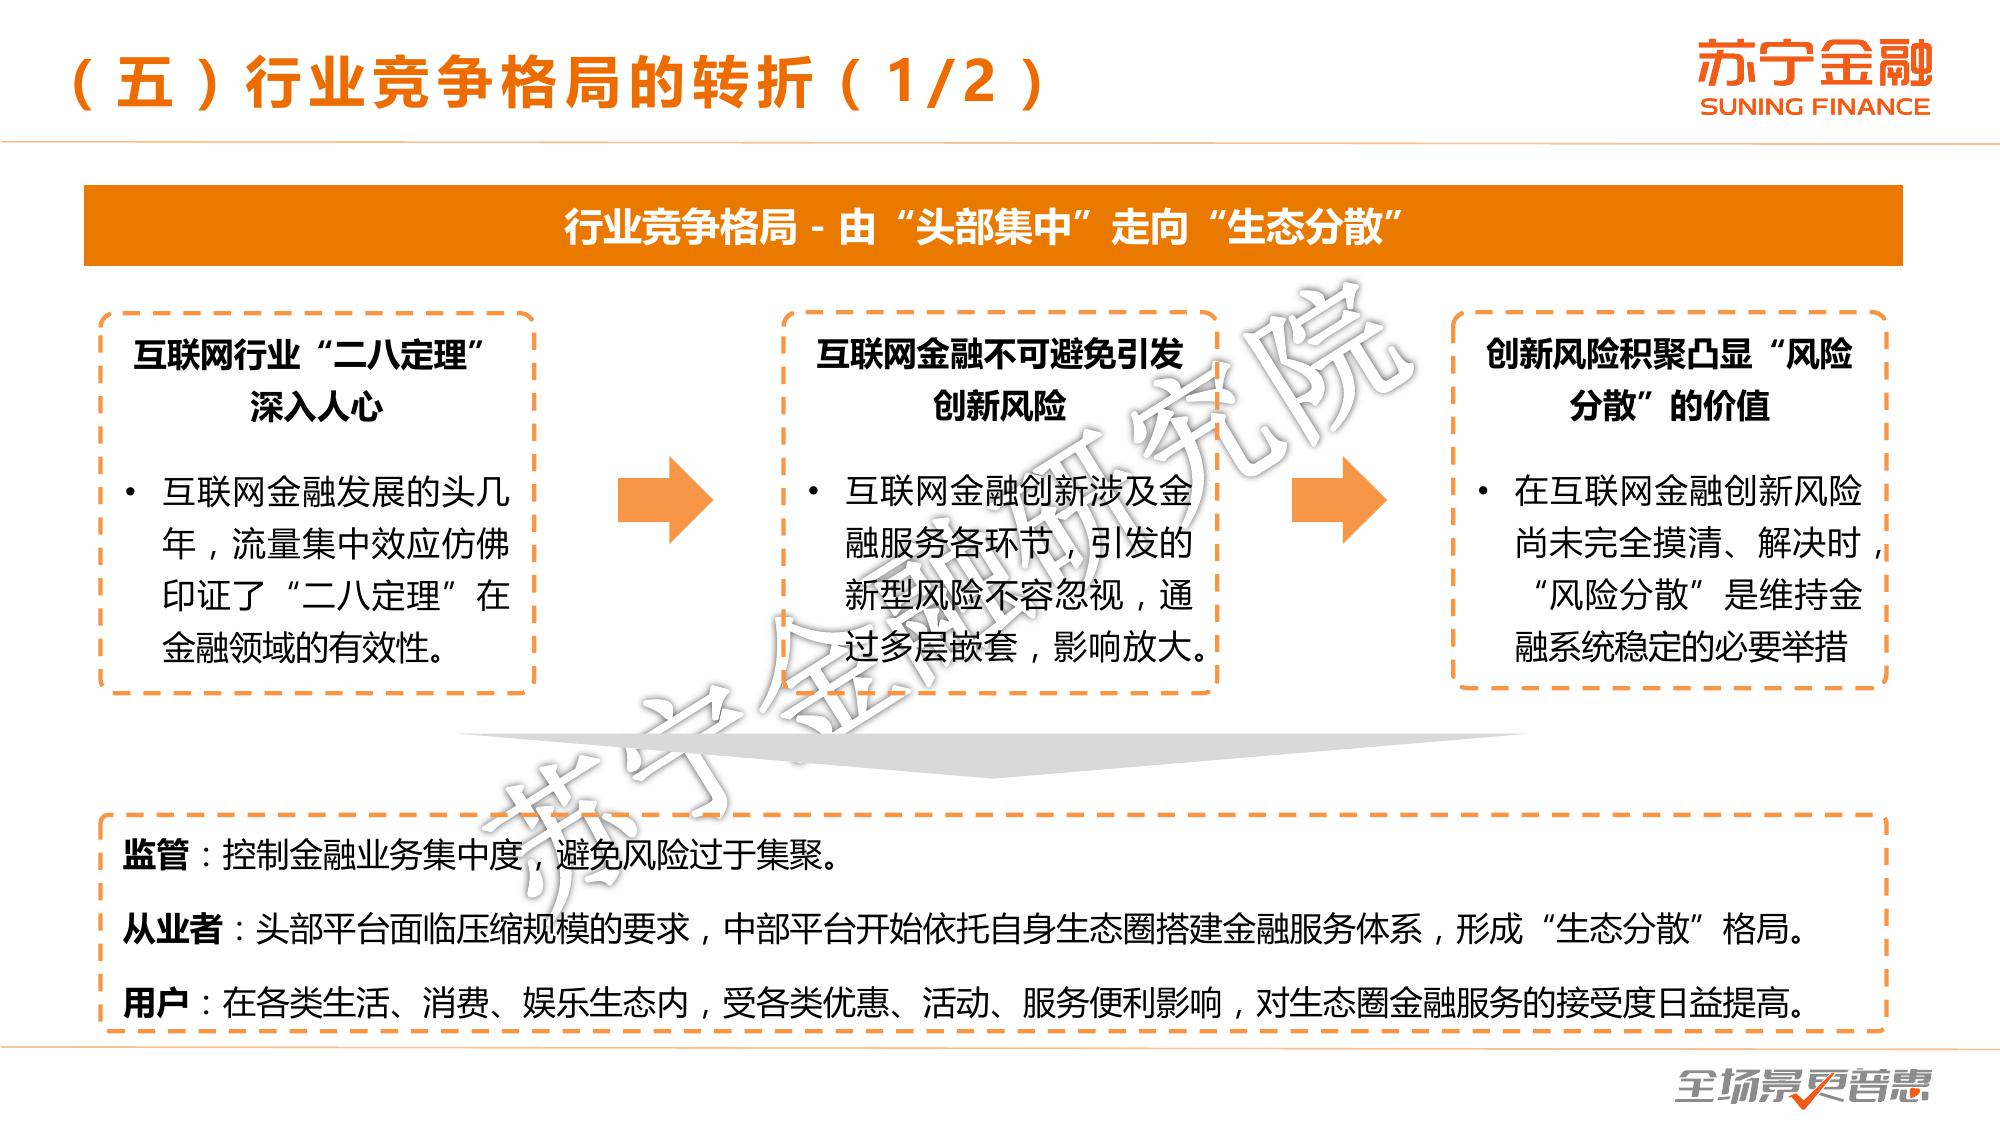 （五）行业竞争格局的转折（1/2）
苏宁金融
SUNING FINANCE
行业竞争格局 - 由“头部集中”走向“生态分散”
互联网行业“二八定理”
深入人心
• 互联网金融发展的头几
年，流量集中效应仿佛
印证了“二八定理”在
金融领域的有效性。
互联网金融不可避免引发
创新风险
• 互联网金融创新涉及金
融服务各环节，引发的
新型风险不容忽视，通
过多层嵌套，影响放大。
创新风险积聚凸显“风险
分散”的价值
• 在互联网金融创新风险
尚未完全摸清、解决时，
“风险分散”是维持金
融系统稳定的必要举措
苏宁金融研究院
监管：控制金融业务集中度，避免风险过于集聚。
从业者：头部平台面临压缩规模的要求，中部平台开始依托自身生态圈搭建金融服务体系，形成“生态分散”格局。
用户：在各类生活、消费、娱乐生态内，受各类优惠、活动、服务便利影响，对生态圈金融服务的接受度日益提高。
全场景更普惠